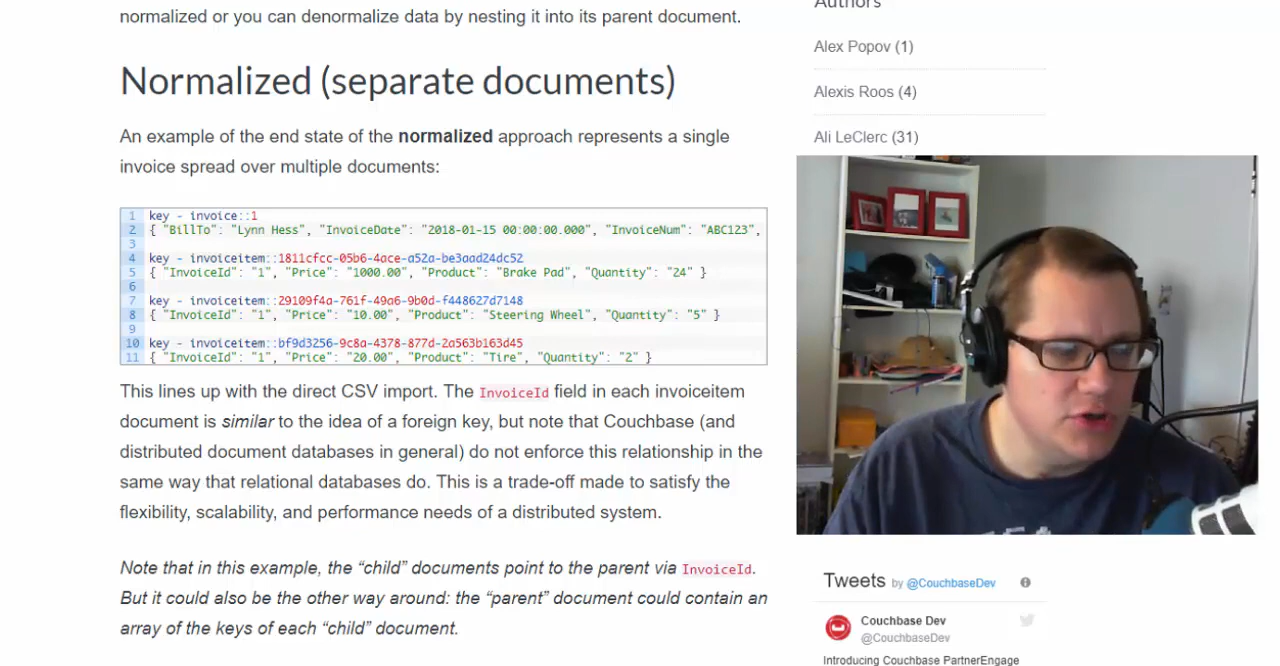 normalized or you can denormalize data by nesting it into its parent document.
Normalized (separate documents)
An example of the end state of the normalized approach represents a single
invoice spread over multiple documents:
1 key - invoice::1
2 { "BillTo": "Lynn Hess", "InvoiceDate": "2018-01-15 00:00:00.000", "InvoiceNum": "ABC123",
3
4 key - invoiceitem::1811cfcc-05b6-4ace-a52a-be3aad24dc52
5 { "InvoiceId": "1", "Price": "1000.00", "Product": "Brake Pad", "Quantity": "24" }
6
7 key - invoiceitem::29109f4a-761f-49a6-9b0d-f448627d7148
8 { "InvoiceId": "1", "Price": "10.00", "Product": "Steering Wheel", "Quantity": "5" }
9
10 key - invoiceitem::bf9d3256-9c8a-4378-877d-2a563b163d45
11 { "InvoiceId": "1", "Price": "20.00", "Product": "Tire", "Quantity": "2" }
This lines up with the direct CSV import. The InvoiceId field in each invoiceitem
document is similar to the idea of a foreign key, but note that Couchbase (and
distributed document databases in general) do not enforce this relationship in the
same way that relational databases do. This is a trade-off made to satisfy the
flexibility, scalability, and performance needs of a distributed system.
Note that in this example, the “child” documents point to the parent via InvoiceId.
But it could also be the other way around: the “parent” document could contain an
array of the keys of each “child” document.
Authors
Alex Popov (1)
Alexis Roos (4)
Ali LeClerc (31)
Tweets by @CouchbaseDev
Couchbase Dev
@CouchbaseDev
Introducing Couchbase PartnerEngage